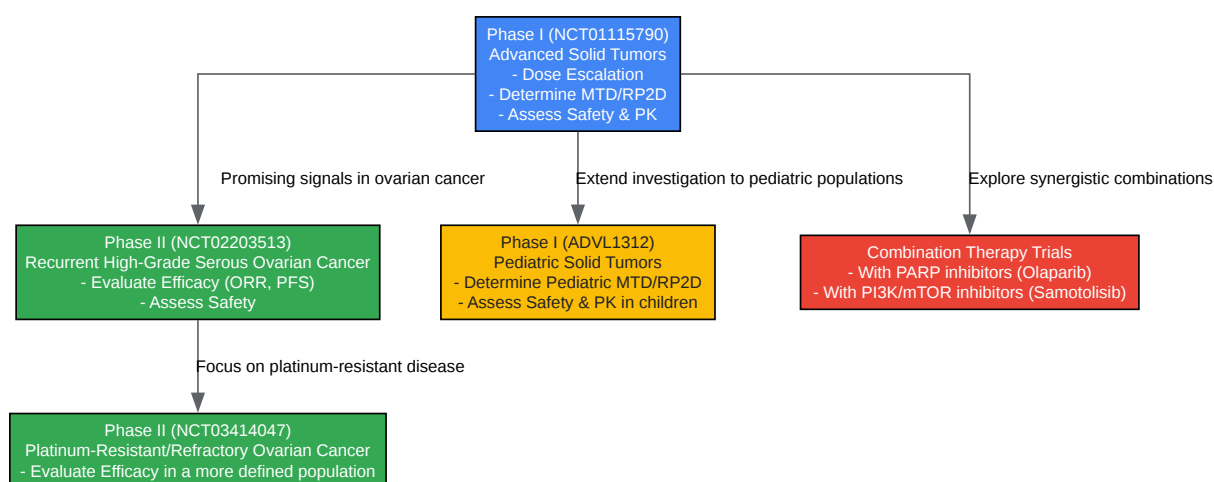 Phase I (NCT01115790)
Advanced Solid Tumors
- Dose Escalation
- Determine MTD/RP2D
- Assess Safety & PK
Promising signals in ovarian cancer
Extend investigation to pediatric populations
Explore synergistic combinations
Phase II (NCT02203513)
Recurrent High-Grade Serous Ovarian Cancer
- Evaluate Efficacy (ORR, PFS)
- Assess Safety
Phase I (ADVL1312)
Pediatric Solid Tumors
- Determine Pediatric MTD/RP2D
- Assess Safety & PK in children
Combination Therapy Trials
- With PARP inhibitors (Olaparib)
- With PI3K/mTOR inhibitors (Samotolisib)
Focus on platinum-resistant disease
Phase II (NCT03414047)
Platinum-Resistant/Refractory Ovarian Cancer
- Evaluate Efficacy in a more defined population